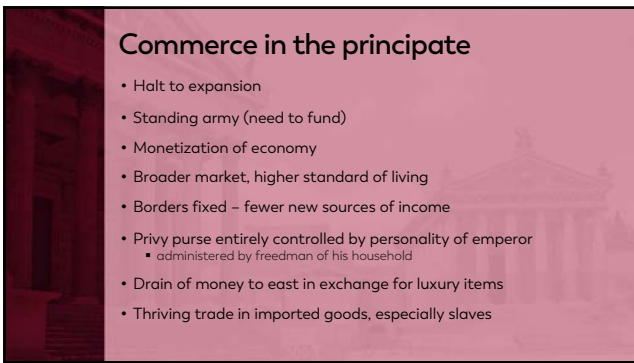 Commerce in the principate
• Halt to expansion
• Standing army (need to fund)
• Monetization of economy
• Broader market, higher standard of living
• Borders fixed – fewer new sources of income
• Privy purse entirely controlled by personality of emperor
▪ administered by freedman of his household
• Drain of money to east in exchange for luxury items
• Thriving trade in imported goods, especially slaves